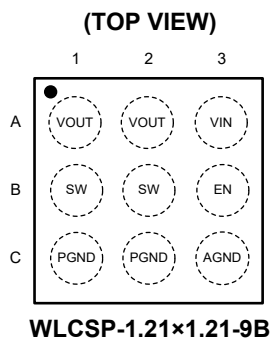 (TOP VIEW)
1 2 3
A VOUT VOUT VIN
B SW SW EN
C PGND PGND AGND
WLCSP-1.21×1.21-9B